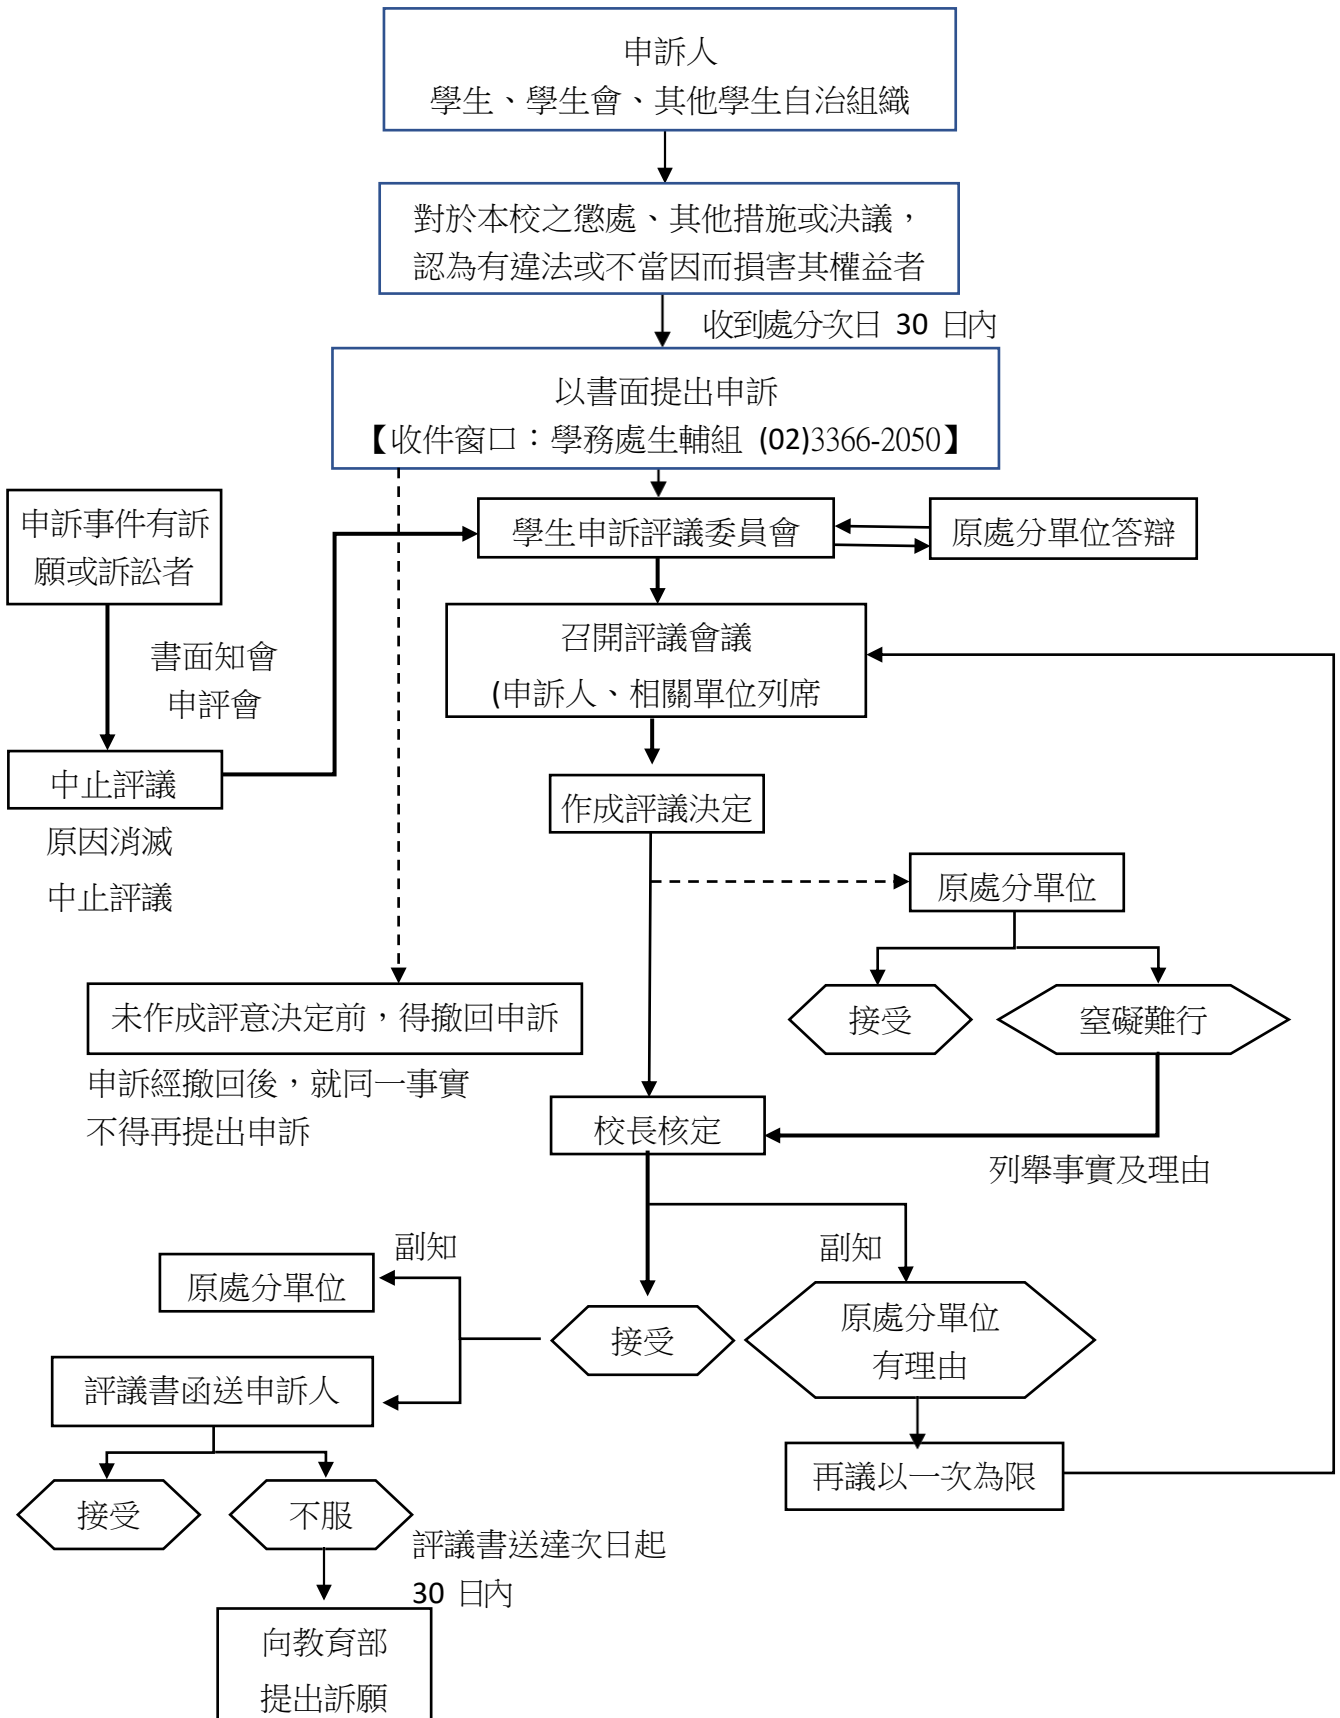 申訴人
學生、學生會、其他學生自治組織
對於本校之懲處、其他措施或決議，
認為有違法或不當因而損害其權益者
收到處分次日 30 日內
以書面提出申訴
【收件窗口：學務處生輔組 (02)3366-2050】
申訴事件有訴
願或訴訟者
學生申訴評議委員會
原處分單位答辯
書面知會
申評會
召開評議會議
(申訴人、相關單位列席
中止評議
原因消滅
中止評議
作成評議決定
原處分單位
接受
窒礙難行
未作成評意決定前，得撤回申訴
申訴經撤回後，就同一事實
不得再提出申訴
校長核定
列舉事實及理由
副知
副知
原處分單位
接受
原處分單位
有理由
評議書函送申訴人
再議以一次為限
接受
不服
評議書送達次日起
30 日內
向教育部
提出訴願